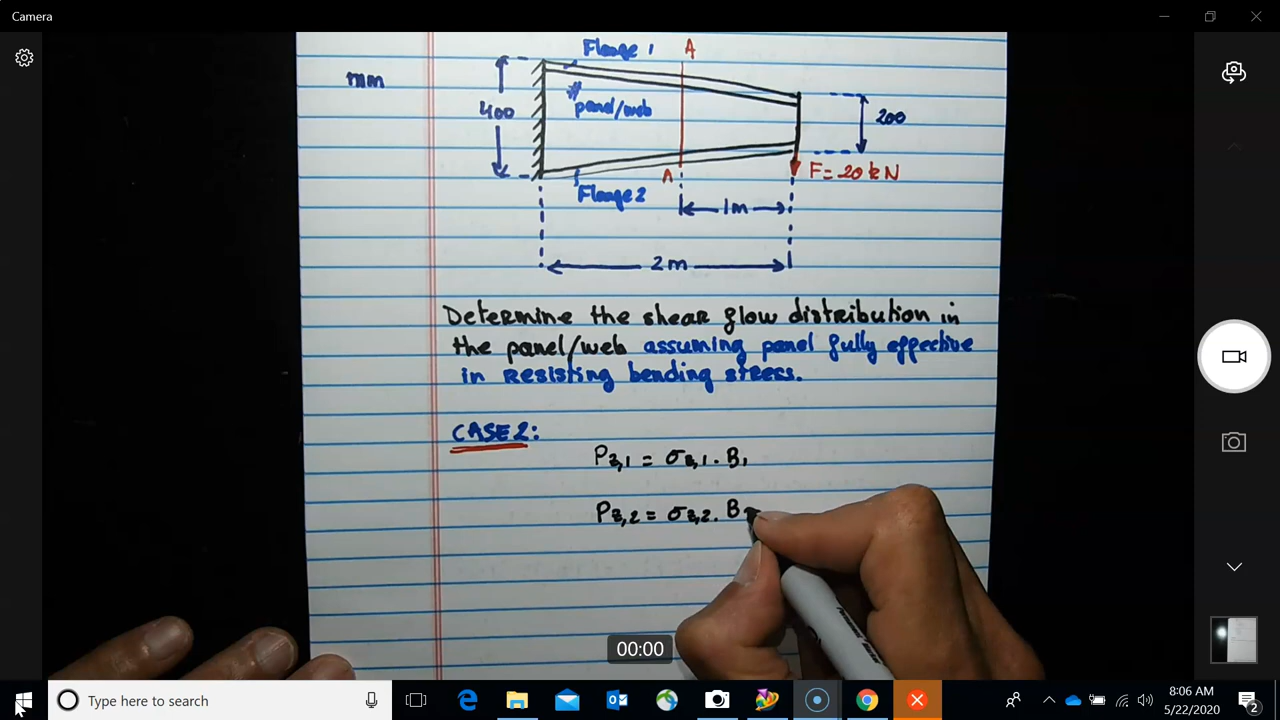 Camera
Flange 1
A
mm
panel/web
400
200
A
F = 20 kN
Flange 2
1m
2 m
Determine the shear flow distribution in
the panel/web assuming panel fully effective
in resisting bending stress.
CASE 2:
Pz,1 = σz,1 . B1
Pz,2 = σz,2 . B
00:00
Type here to search
8:06 AM
5/22/2020
2